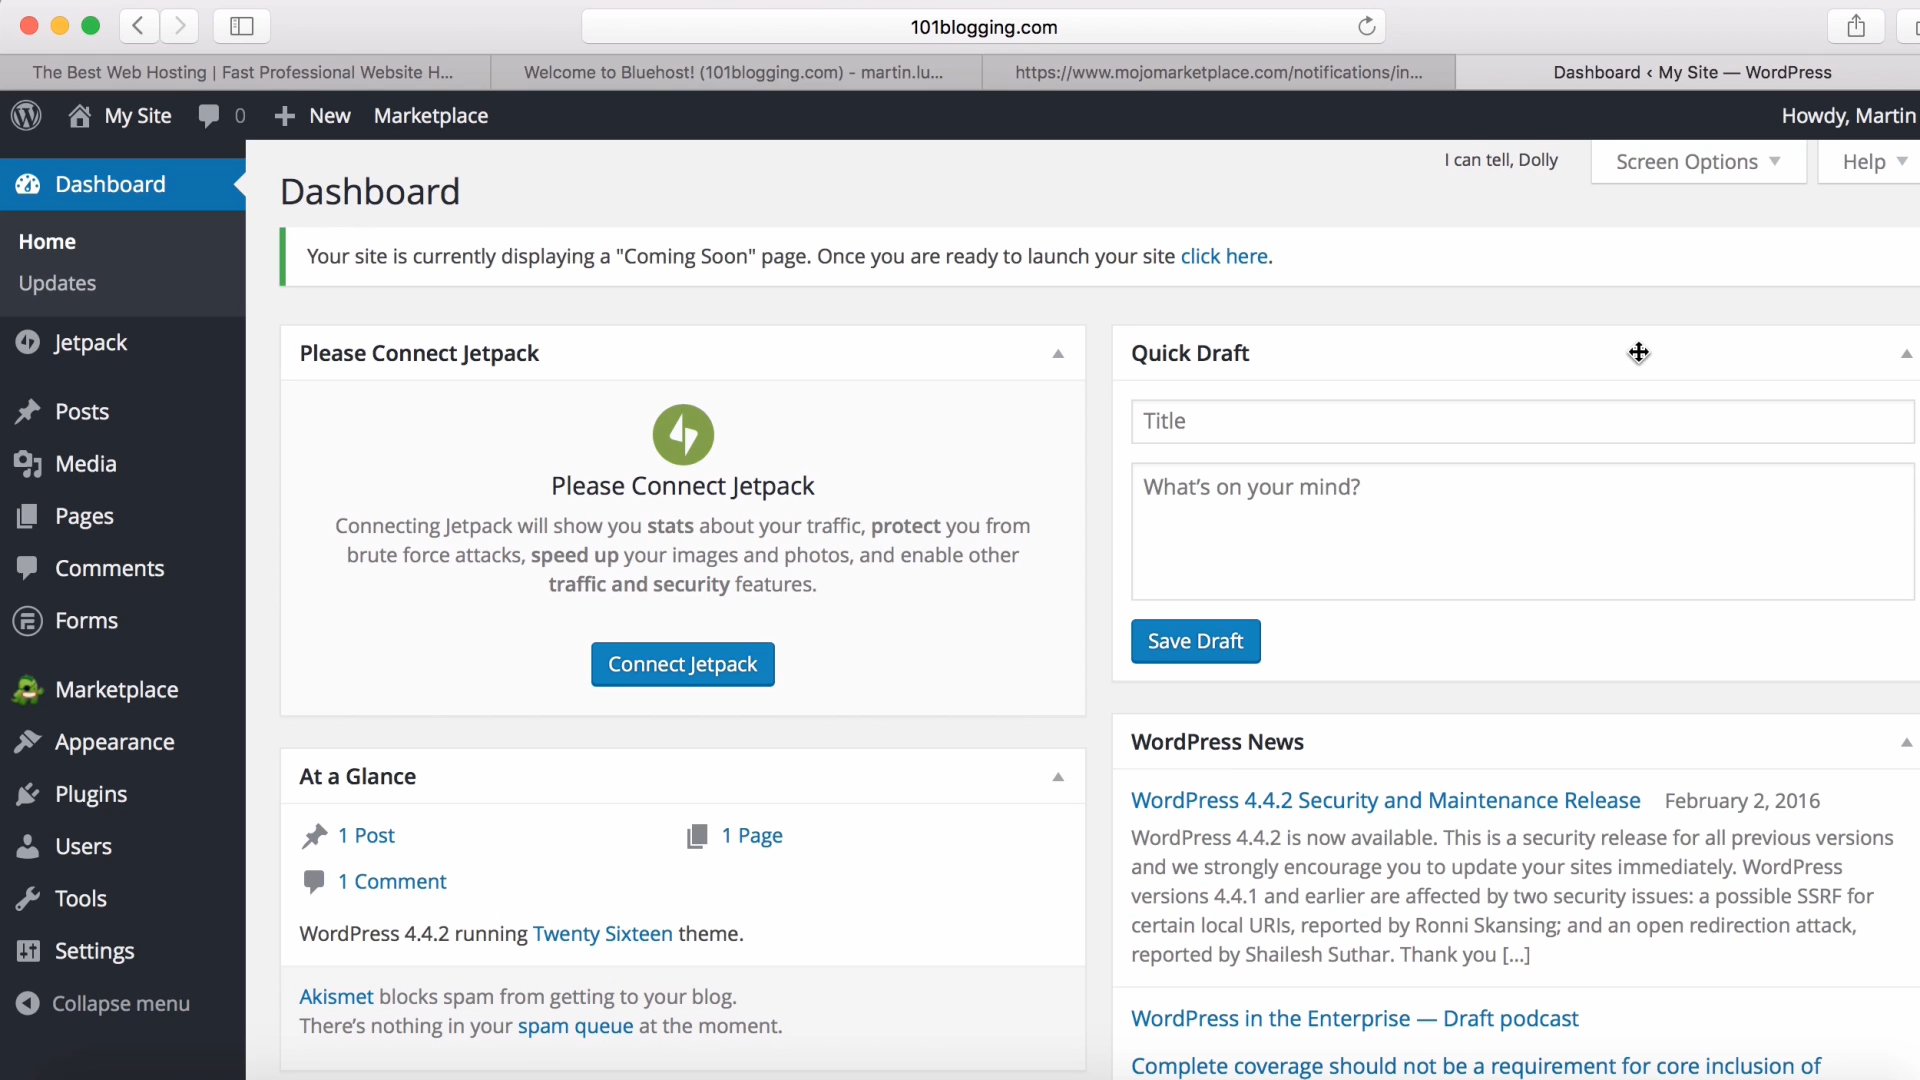 101blogging.com
The Best Web Hosting | Fast Professional Website H...
Welcome to Bluehost! (101blogging.com) - martin.lu...
https://www.mojomarketplace.com/notifications/in...
Dashboard ‹ My Site — WordPress
My Site
0
New
Marketplace
Howdy, Martin
Dashboard
Home
Updates
Jetpack
Posts
Media
Pages
Comments
Forms
Marketplace
Appearance
Plugins
Users
Tools
Settings
Collapse menu
I can tell, Dolly
Screen Options
Help
Dashboard
Your site is currently displaying a "Coming Soon" page. Once you are ready to launch your site click here.
Please Connect Jetpack
Please Connect Jetpack
Connecting Jetpack will show you stats about your traffic, protect you from
brute force attacks, speed up your images and photos, and enable other
traffic and security features.
Connect Jetpack
At a Glance
1 Post
1 Page
1 Comment
WordPress 4.4.2 running Twenty Sixteen theme.
Akismet blocks spam from getting to your blog.
There's nothing in your spam queue at the moment.
Quick Draft
Title
What's on your mind?
Save Draft
WordPress News
WordPress 4.4.2 Security and Maintenance Release February 2, 2016
WordPress 4.4.2 is now available. This is a security release for all previous versions
and we strongly encourage you to update your sites immediately. WordPress
versions 4.4.1 and earlier are affected by two security issues: a possible SSRF for
certain local URIs, reported by Ronni Skansing; and an open redirection attack,
reported by Shailesh Suthar. Thank you [...]
WordPress in the Enterprise — Draft podcast
Complete coverage should not be a requirement for core inclusion of